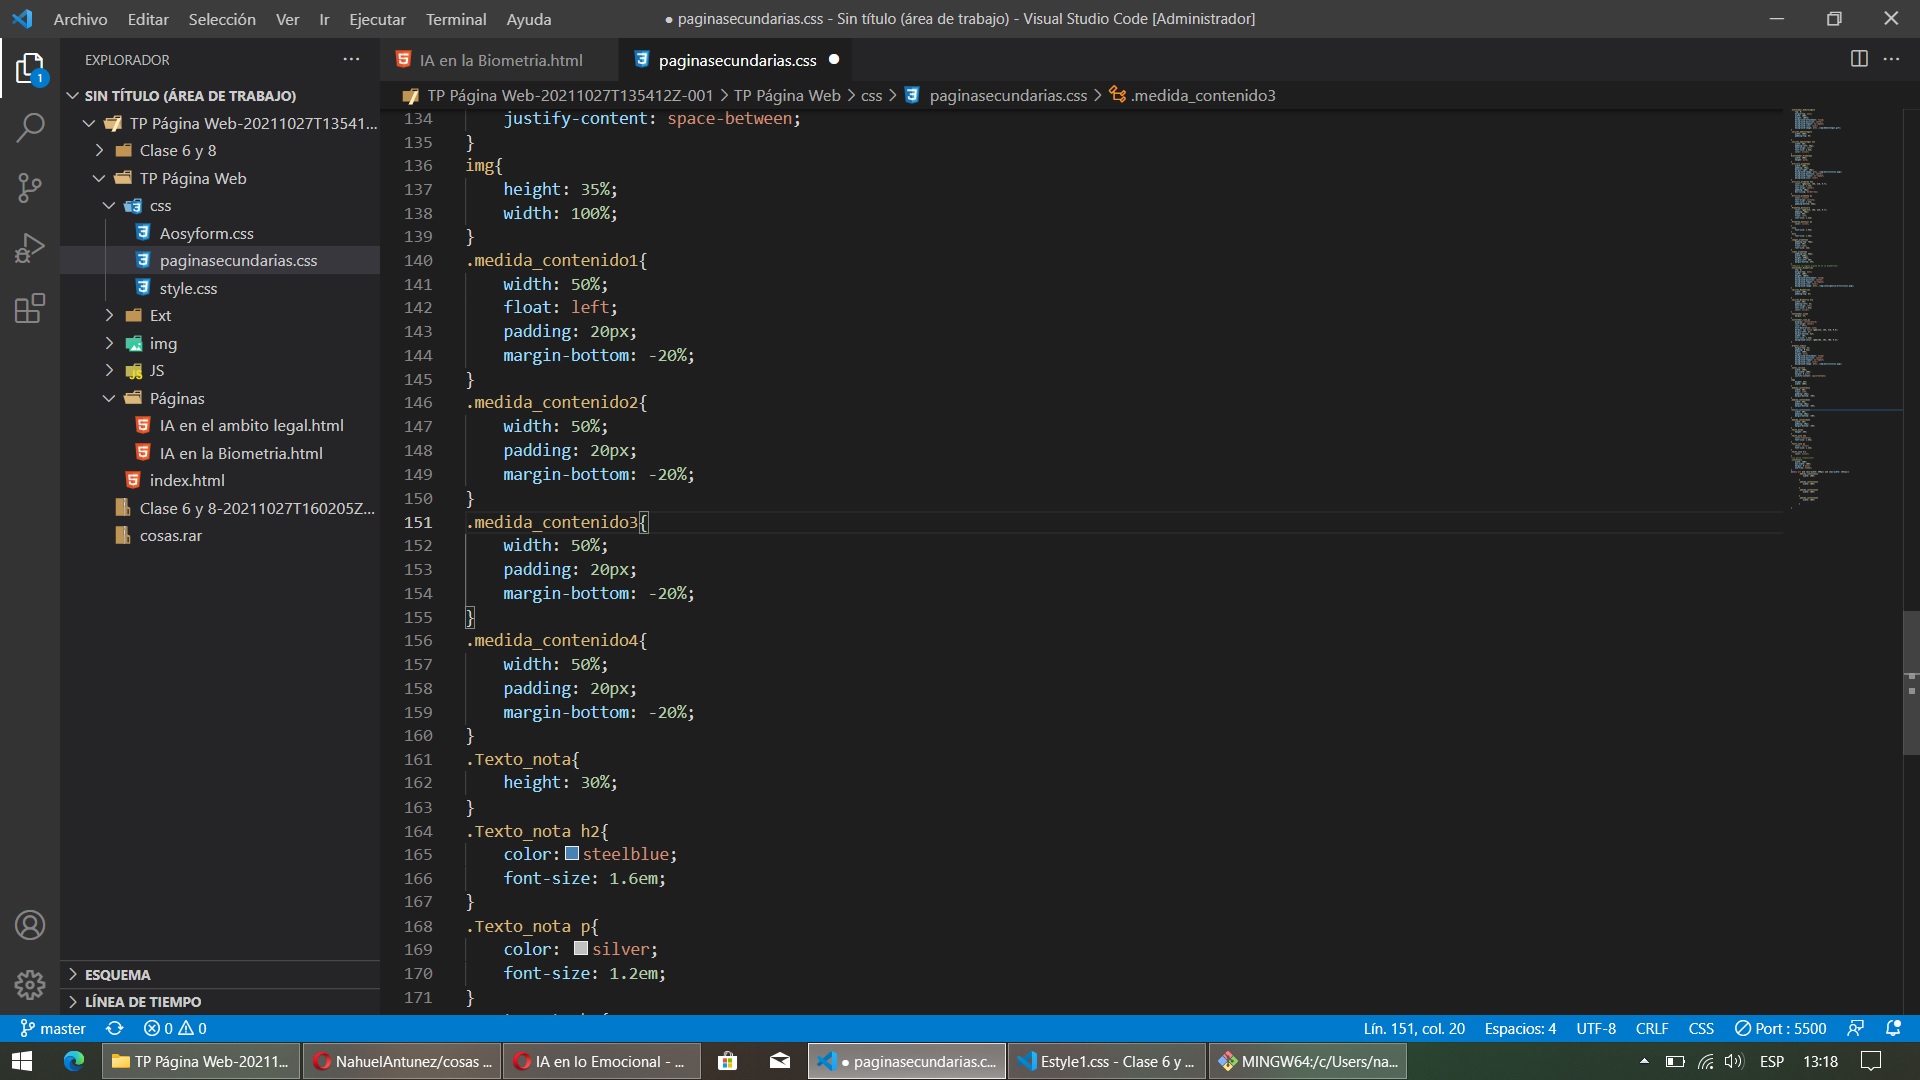 Archivo Editar Selección Ver Ir Ejecutar Terminal Ayuda
● paginasecundarias.css - Sin título (área de trabajo) - Visual Studio Code [Administrador]
EXPLORADOR
SIN TÍTULO (ÁREA DE TRABAJO)
TP Página Web-20211027T13541...
Clase 6 y 8
TP Página Web
css
Aosyform.css
paginasecundarias.css
style.css
Ext
img
JS
Páginas
IA en el ambito legal.html
IA en la Biometria.html
index.html
Clase 6 y 8-20211027T160205Z...
cosas.rar
ESQUEMA
LÍNEA DE TIEMPO
IA en la Biometria.html
paginasecundarias.css ●
TP Página Web-20211027T135412Z-001 > TP Página Web > css > paginasecundarias.css > .medida_contenido3
134 justify-content: space-between;
135 }
136 img{
137 height: 35%;
138 width: 100%;
139 }
140 .medida_contenido1{
141 width: 50%;
142 float: left;
143 padding: 20px;
144 margin-bottom: -20%;
145 }
146 .medida_contenido2{
147 width: 50%;
148 padding: 20px;
149 margin-bottom: -20%;
150 }
151 .medida_contenido3{
152 width: 50%;
153 padding: 20px;
154 margin-bottom: -20%;
155 }
156 .medida_contenido4{
157 width: 50%;
158 padding: 20px;
159 margin-bottom: -20%;
160 }
161 .Texto_nota{
162 height: 30%;
163 }
164 .Texto_nota h2{
165 color: steelblue;
166 font-size: 1.6em;
167 }
168 .Texto_nota p{
169 color: silver;
170 font-size: 1.2em;
171 }
master 0 0
Lín. 151, col. 20 Espacios: 4 UTF-8 CRLF CSS Port : 5500
TP Página Web-20211...
NahuelAntunez/cosas ...
IA en lo Emocional - ...
● paginasecundarias.c...
Estyle1.css - Clase 6 y ...
MINGW64:/c/Users/na...
ESP 13:18